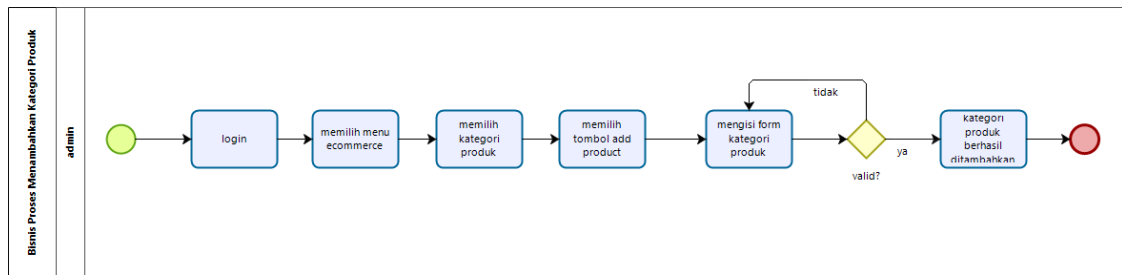 Bisnis Proses Menambahkan Kategori Produk
admin
login
memilih menu
ecommerce
memilih
kategori
produk
memilih
tombol add
product
mengisi form
kategori
produk
tidak
valid?
ya
kategori
produk
berhasil
ditambahkan